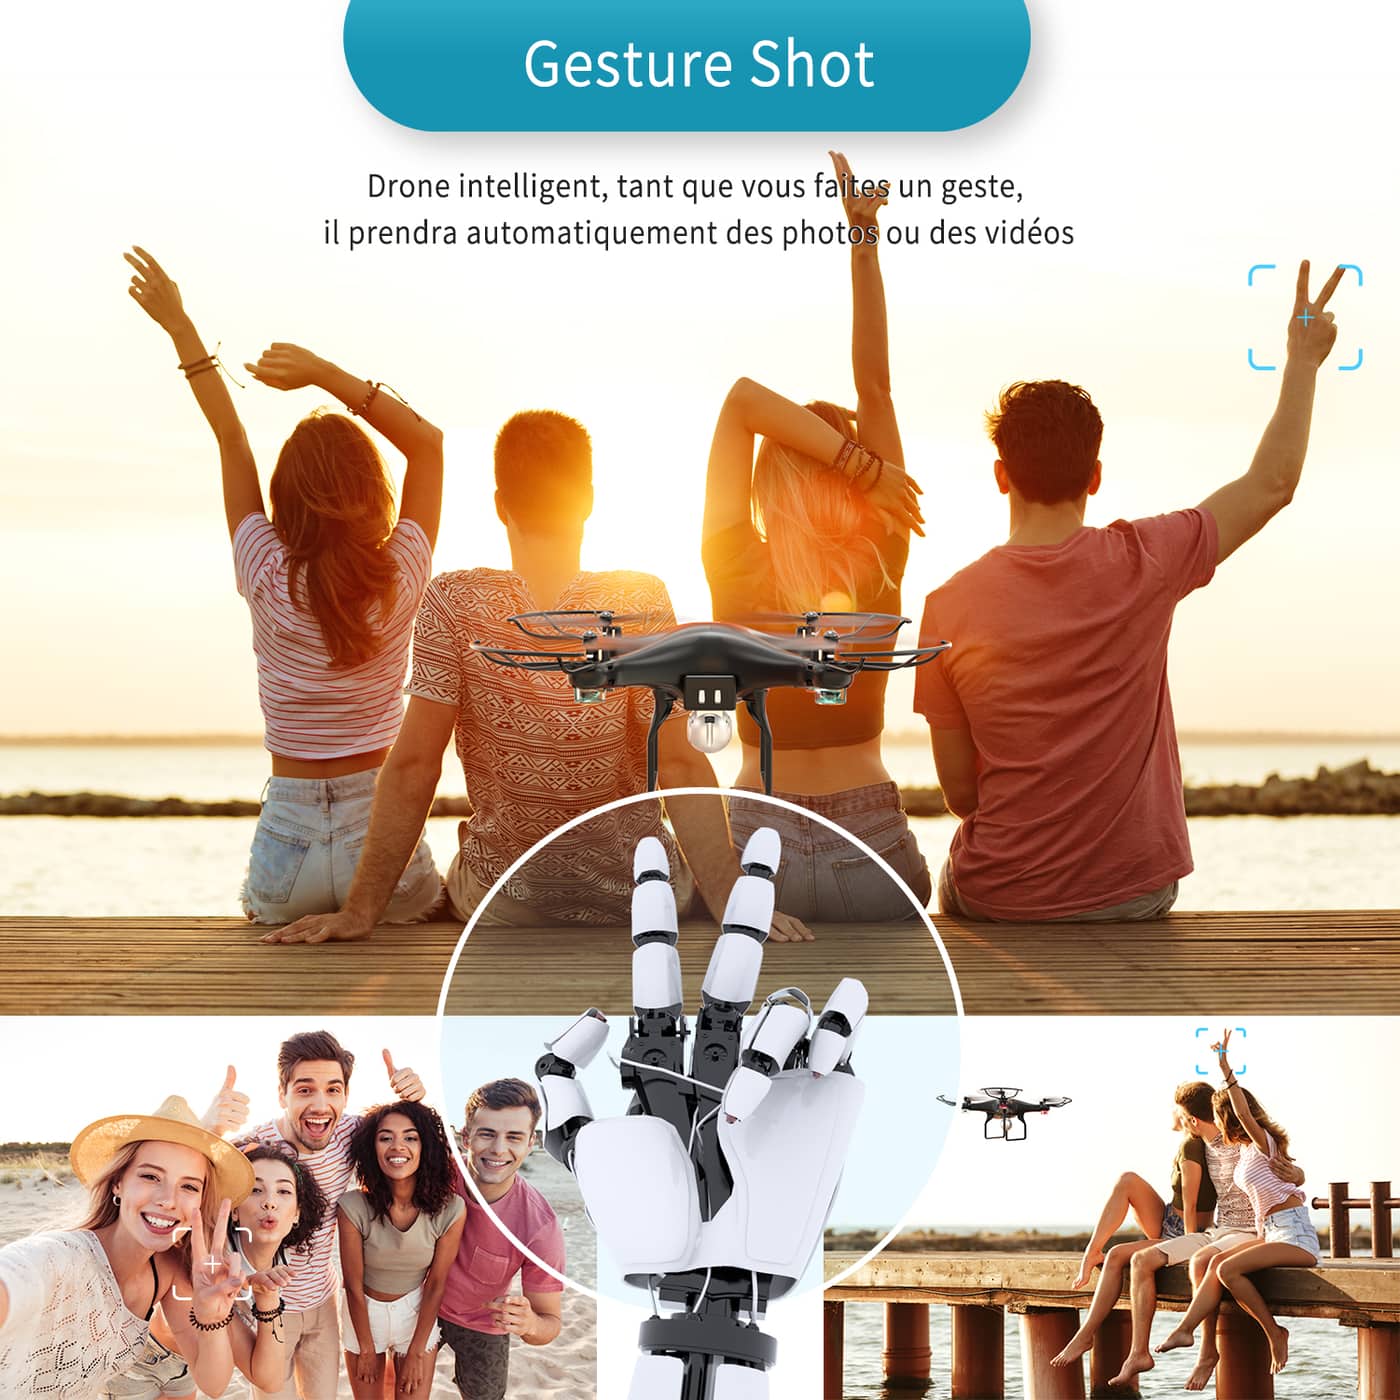 Gesture Shot
Drone intelligent, tant que vous faites un geste,
il prendra automatiquement des photos ou des vidéos